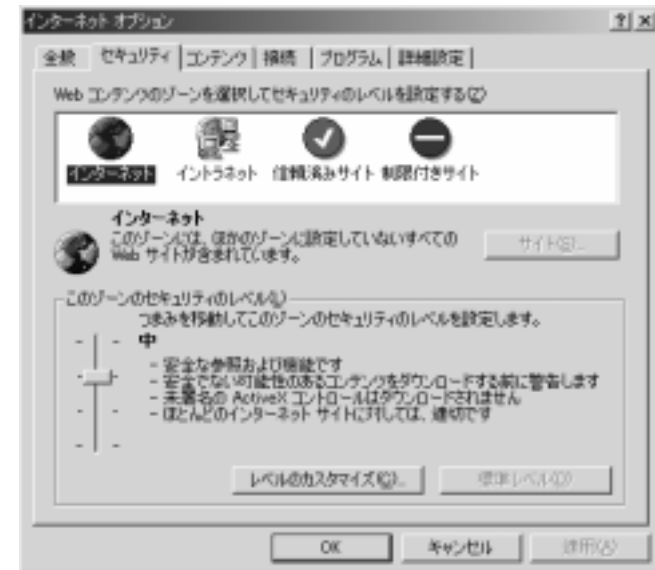 インターネット オプション
全般 セキュリティ コンテンツ 接続 プログラム 詳細設定
Web コンテンツのゾーンを選択してセキュリティのレベルを設定する(Z)
インターネット イントラネット 信頼済みサイト 制限付きサイト
インターネット
このゾーンには、ほかのゾーンに設定していないすべての
Web サイトが含まれています。
サイト(S)...
このゾーンのセキュリティのレベル(L)
つまみを移動してこのゾーンのセキュリティのレベルを設定します。
中
- 安全な参照および機能です
- 安全でない可能性のあるコンテンツをダウンロードする前に警告します
- 未署名の ActiveX コントロールはダウンロードされません
- ほとんどのインターネット サイトに対しては、適切です
レベルのカスタマイズ(C)... 標準レベル(D)
OK キャンセル 適用(A)